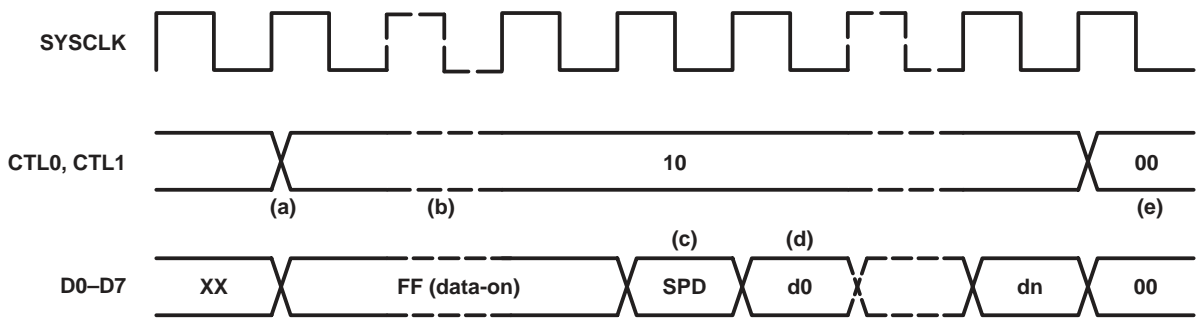 SYSCLK
CTL0, CTL1
10
00
(a)
(b)
(e)
(c)
(d)
D0–D7
XX
FF (data-on)
SPD
d0
dn
00